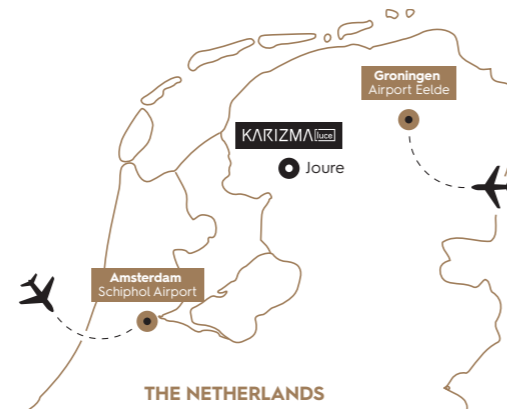 Groningen
Airport Eelde
KARIZMA luce
Joure
Amsterdam
Schiphol Airport
THE NETHERLANDS